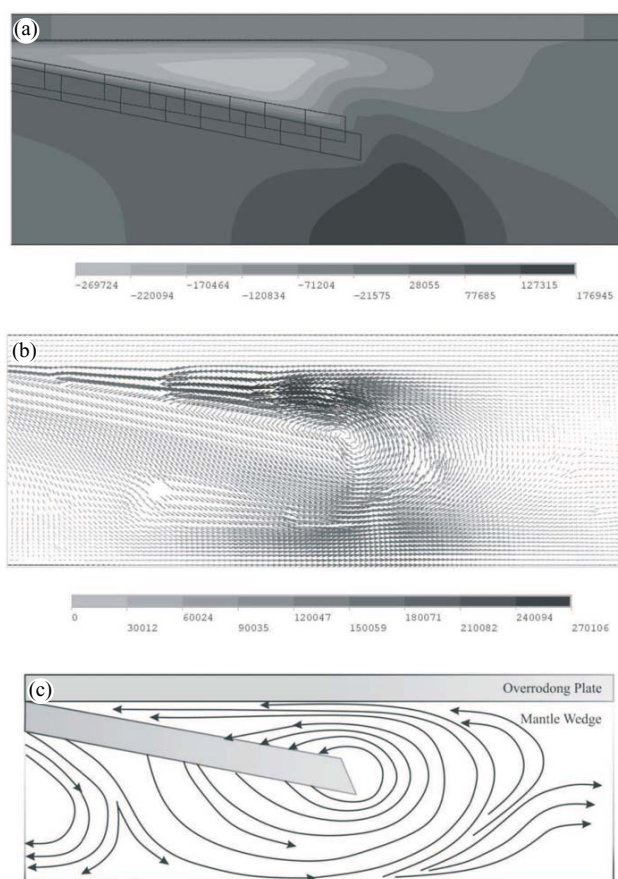 (a)
-269724 -170464 -71204 28055 127315
-220094 -120834 -21575 77685 176945
(b)
0 60024 120047 180071 240094
30012 90035 150059 210082 270106
(c)
Overrodong Plate
Mantle Wedge